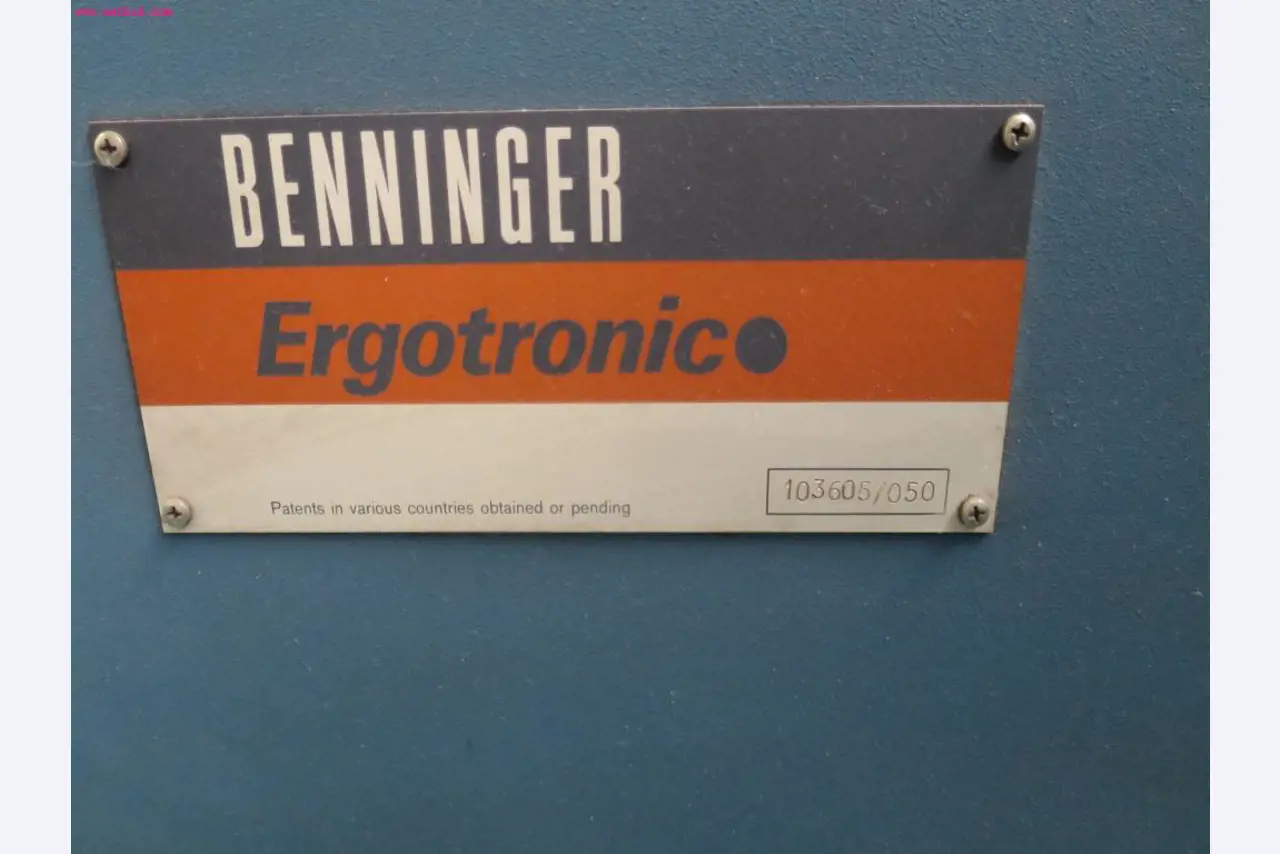 BENNINGER
Ergotronic
Patents in various countries obtained or pending
103605/050